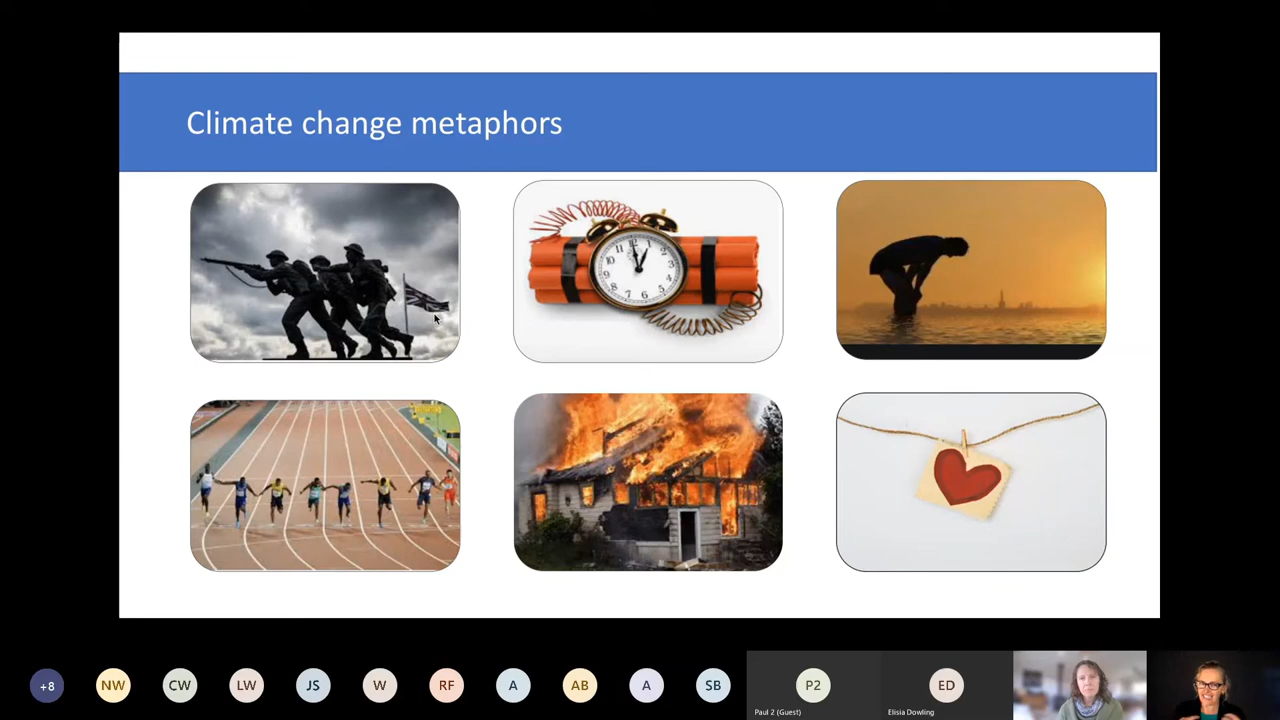 Climate change metaphors
+8
NW
CW
LW
JS
W
RF
A
AB
A
SB
P2
Paul 2 (Guest)
ED
Elisia Dowling